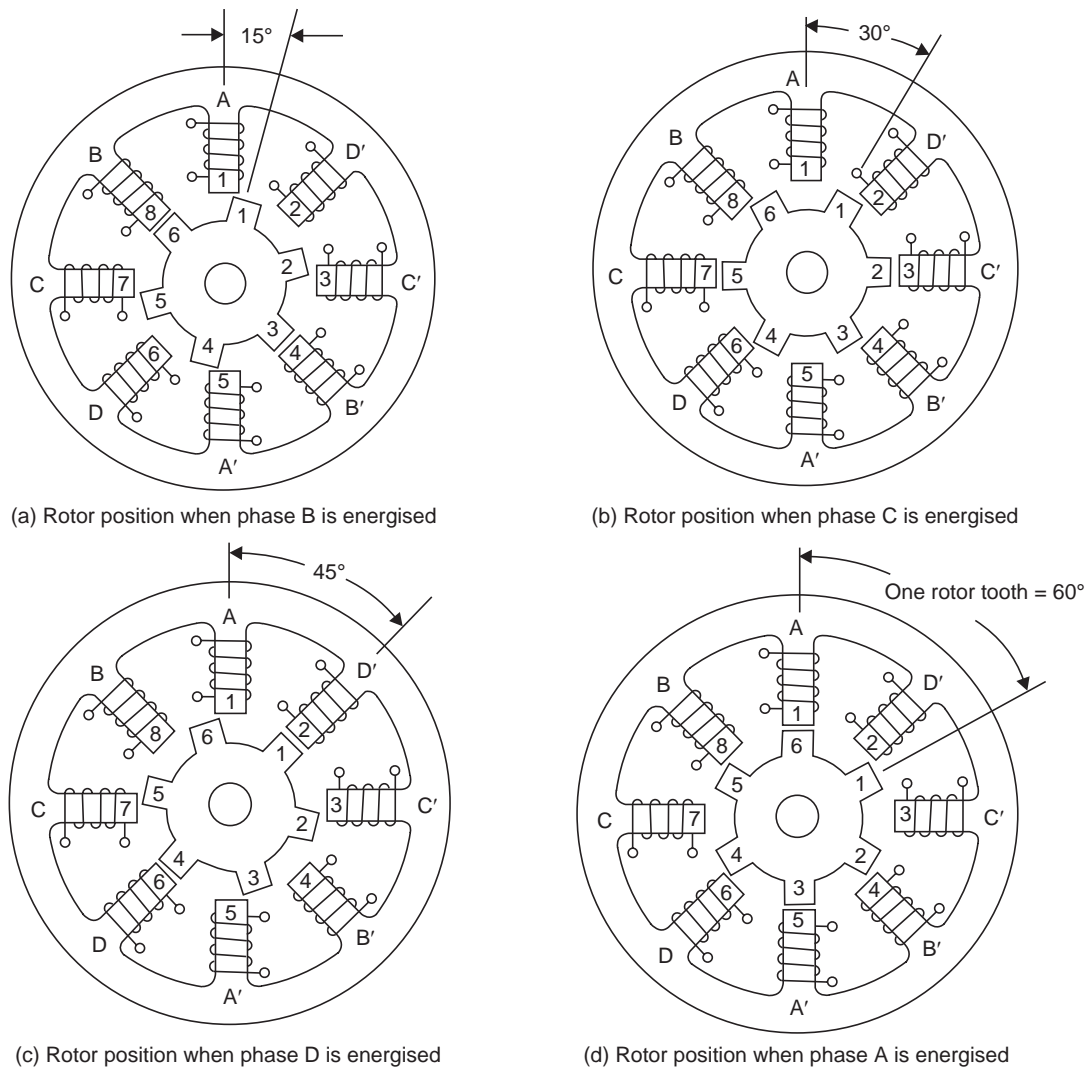 15°
A
B
D′
1
8
1
2
6
2
C
7
3
C′
5
3
4
4
6
5
D
B′
A′
(a) Rotor position when phase B is energised
30°
A
B
D′
1
8
2
6
1
C
7
5
2
3
C′
4
3
6
4
5
D
B′
A′
(b) Rotor position when phase C is energised
45°
A
B
D′
1
8
2
6
1
C
7
5
2
3
C′
4
3
6
4
5
D
B′
A′
(c) Rotor position when phase D is energised
One rotor tooth = 60°
A
B
D′
1
8
2
6
5
1
C
7
3
C′
4
2
3
6
4
5
D
B′
A′
(d) Rotor position when phase A is energised